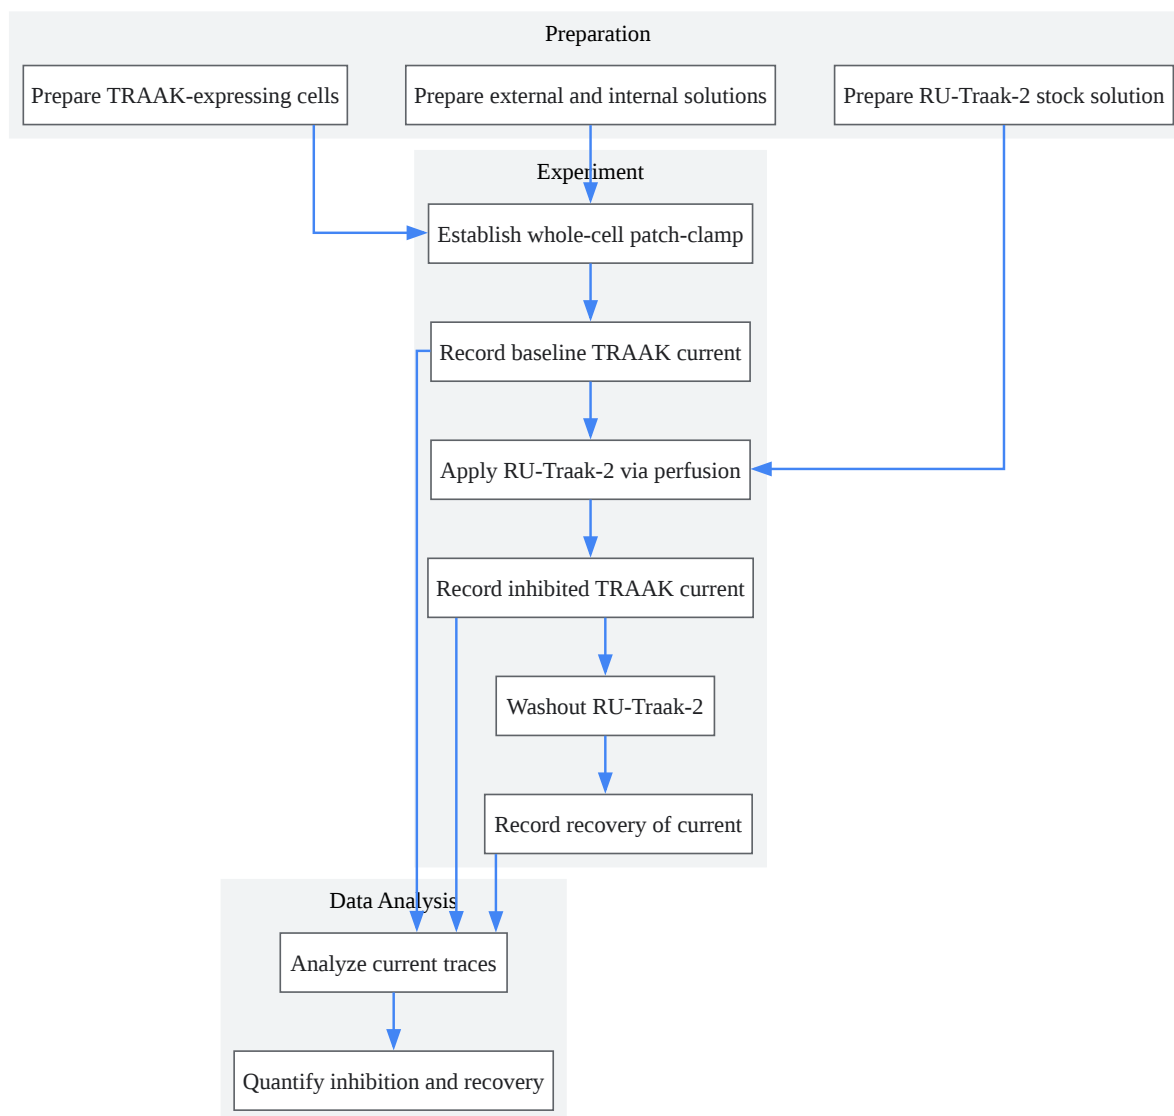 Preparation
Prepare TRAAK-expressing cells
Prepare external and internal solutions
Prepare RU-Traak-2 stock solution
Experiment
Establish whole-cell patch-clamp
Record baseline TRAAK current
Apply RU-Traak-2 via perfusion
Record inhibited TRAAK current
Washout RU-Traak-2
Record recovery of current
Data Analysis
Analyze current traces
Quantify inhibition and recovery